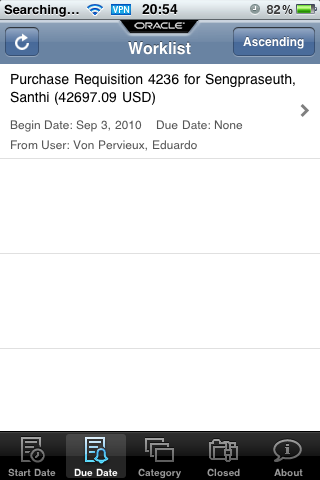 Searching... VPN 20:54 82%
ORACLE
Worklist
Ascending
Purchase Requisition 4236 for Sengpraseuth,
Santhi (42697.09 USD)
Begin Date: Sep 3, 2010 Due Date: None
From User: Von Pervieux, Eduardo
Start Date Due Date Category Closed About